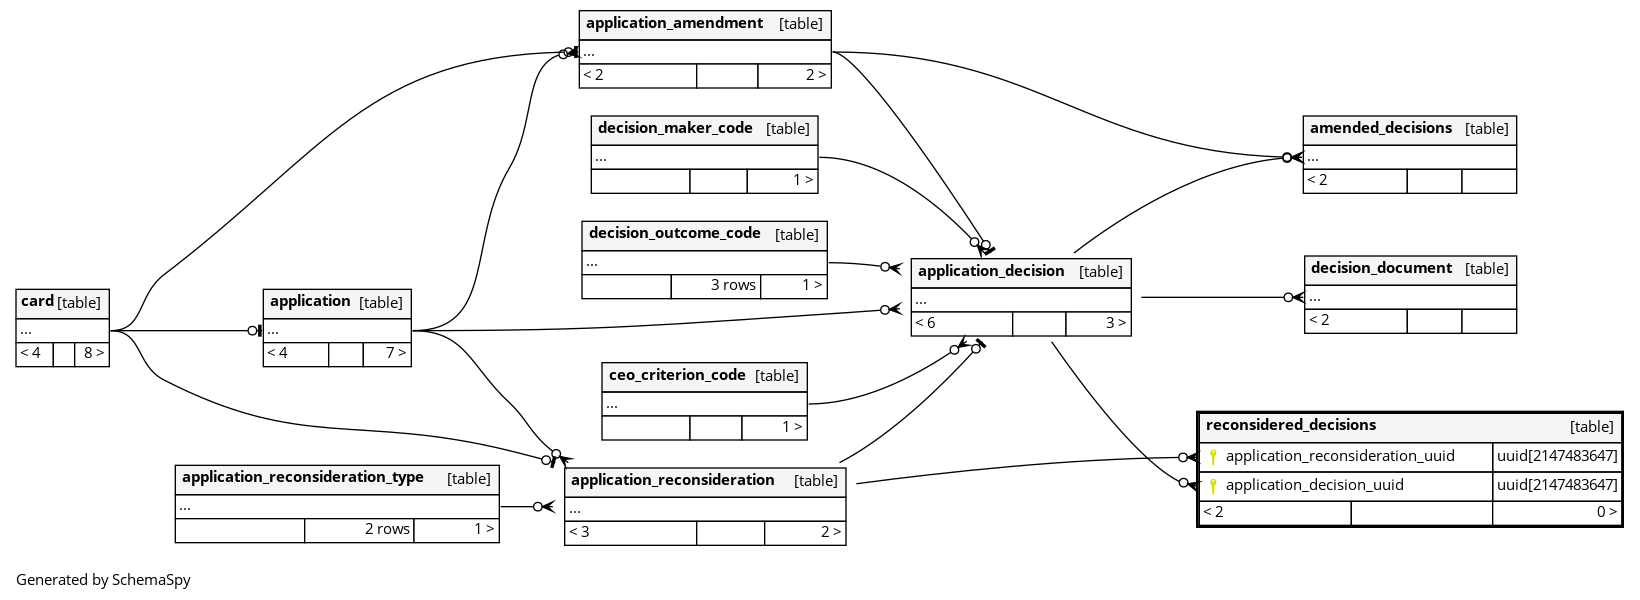 application_amendment [table]
...
< 2 2 >
decision_maker_code [table]
...
1 >
amended_decisions [table]
...
< 2
decision_outcome_code [table]
...
3 rows 1 >
application_decision [table]
...
< 6 3 >
decision_document [table]
...
< 2
card [table]
...
< 4 8 >
application [table]
...
< 4 7 >
ceo_criterion_code [table]
...
1 >
reconsidered_decisions [table]
application_reconsideration_uuid uuid[2147483647]
application_decision_uuid uuid[2147483647]
< 2 0 >
application_reconsideration_type [table]
...
2 rows 1 >
application_reconsideration [table]
...
< 3 2 >
Generated by SchemaSpy